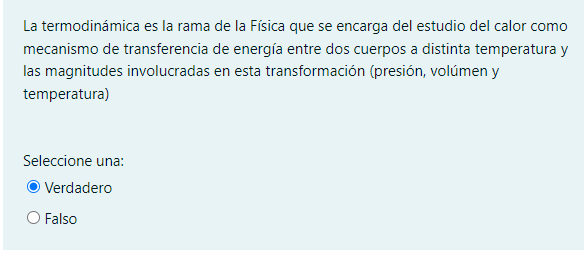 La termodinámica es la rama de la Física que se encarga del estudio del calor como
mecanismo de transferencia de energía entre dos cuerpos a distinta temperatura y
las magnitudes involucradas en esta transformación (presión, volúmen y
temperatura)
Seleccione una:
Verdadero
Falso